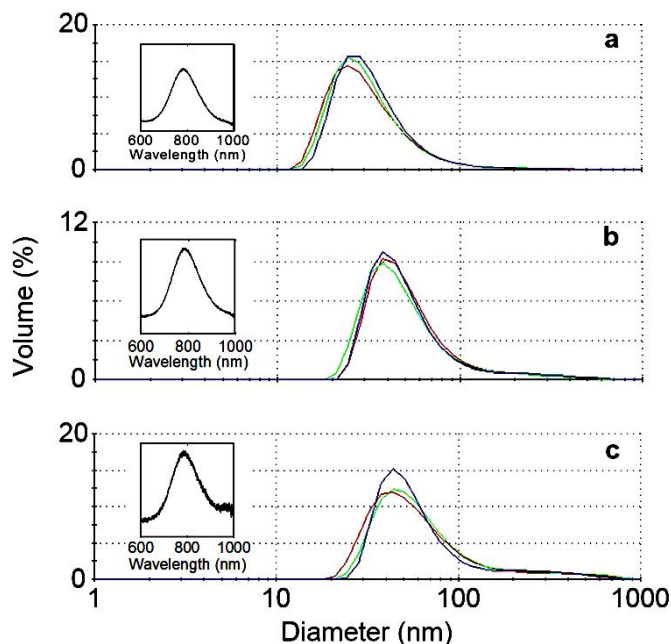 20
a
0
600 800 1000
Wavelength (nm)
12
b
0
600 800 1000
Wavelength (nm)
Volume (%)
20
c
0
600 800 1000
Wavelength (nm)
1 10 100 1000
Diameter (nm)